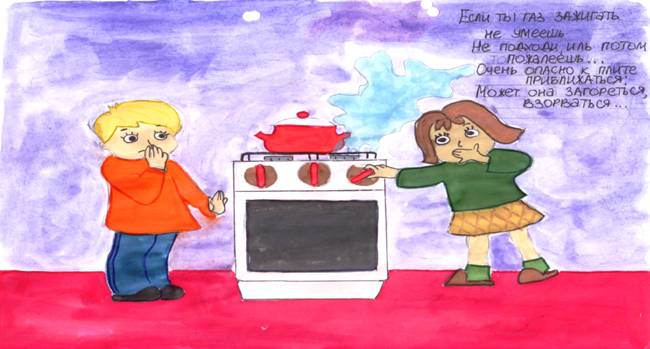 Если ты газ зажигать
не умеешь
Не подходи, иль потом
пожалеешь...
Очень опасно к плите
приближаться,
Может она загореться,
взорваться...